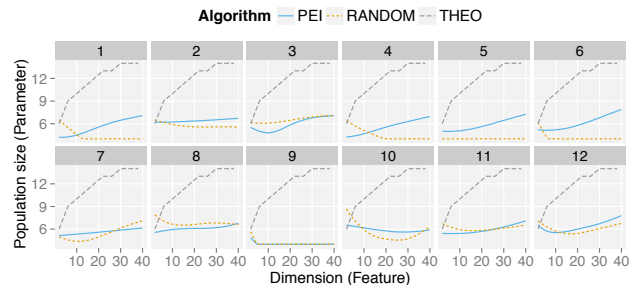 Algorithm PEI RANDOM THEO
1 2 3 4 5 6
12
9
6
7 8 9 10 11 12
12
9
6
10 20 30 40 10 20 30 40 10 20 30 40 10 20 30 40 10 20 30 40 10 20 30 40
Population size (Parameter)
Dimension (Feature)